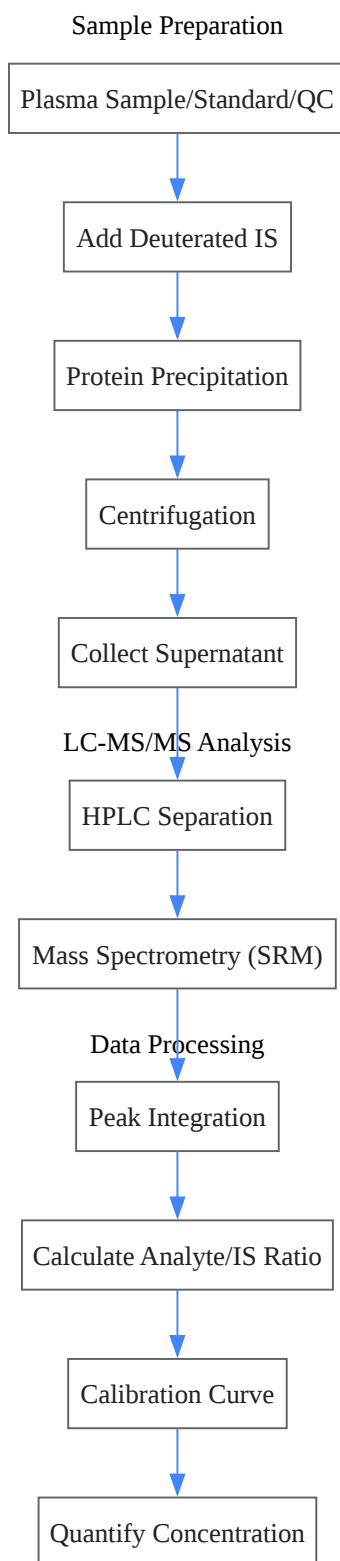 Sample Preparation
Plasma Sample/Standard/QC
Add Deuterated IS
Protein Precipitation
Centrifugation
Collect Supernatant
LC-MS/MS Analysis
HPLC Separation
Mass Spectrometry (SRM)
Data Processing
Peak Integration
Calculate Analyte/IS Ratio
Calibration Curve
Quantify Concentration